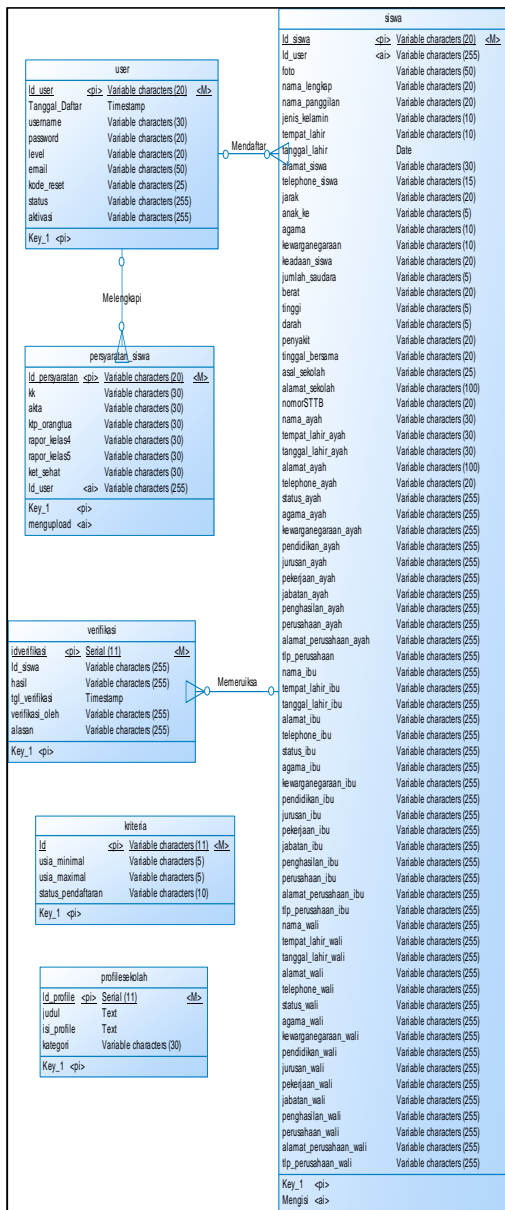 user
Id_user <pi> Variable characters (20) <M>
Tanggal_Daftar Timestamp
username Variable characters (30)
password Variable characters (20)
level Variable characters (20)
email Variable characters (50)
kode_reset Variable characters (25)
status Variable characters (255)
aktivasi Variable characters (255)
Key_1 <pi>
Mendaftar
Melengkapi
persyaratan_siswa
Id_persyaratan <pi> Variable characters (20) <M>
kk Variable characters (30)
akta Variable characters (30)
ktp_orangtua Variable characters (30)
rapor_kelas4 Variable characters (30)
rapor_kelas5 Variable characters (30)
ket_sehat Variable characters (30)
Id_user <ai> Variable characters (255)
Key_1 <pi>
mengupload <ai>
verifikasi
idverifikasi <pi> Serial (11) <M>
Id_siswa Variable characters (255)
hasil Variable characters (255)
tgl_verifikasi Timestamp
verifikasi_oleh Variable characters (255)
alasan Variable characters (255)
Key_1 <pi>
Memeruiksa
kriteria
Id <pi> Variable characters (11) <M>
usia_minimal Variable characters (5)
usia_maximal Variable characters (5)
status_pendaftaran Variable characters (10)
Key_1 <pi>
profilesekolah
Id_profile <pi> Serial (11) <M>
judul Text
isi_profile Text
kategori Variable characters (30)
Key_1 <pi>
siswa
Id_siswa <pi> Variable characters (20) <M>
Id_user <ai> Variable characters (255)
foto Variable characters (50)
nama_lengkap Variable characters (20)
nama_panggilan Variable characters (20)
jenis_kelamin Variable characters (10)
tempat_lahir Variable characters (10)
tanggal_lahir Date
alamat_siswa Variable characters (30)
telephone_siswa Variable characters (15)
jarak Variable characters (20)
anak_ke Variable characters (5)
agama Variable characters (10)
kewarganegaraan Variable characters (10)
keadaan_siswa Variable characters (20)
jumlah_saudara Variable characters (5)
berat Variable characters (20)
tinggi Variable characters (5)
darah Variable characters (5)
penyakit Variable characters (20)
tinggal_bersama Variable characters (20)
asal_sekolah Variable characters (25)
alamat_sekolah Variable characters (100)
nomorSTTB Variable characters (20)
nama_ayah Variable characters (30)
tempat_lahir_ayah Variable characters (30)
tanggal_lahir_ayah Variable characters (30)
alamat_ayah Variable characters (100)
telephone_ayah Variable characters (20)
status_ayah Variable characters (255)
agama_ayah Variable characters (255)
kewarganegaraan_ayah Variable characters (255)
pendidikan_ayah Variable characters (255)
jurusan_ayah Variable characters (255)
pekerjaan_ayah Variable characters (255)
jabatan_ayah Variable characters (255)
penghasilan_ayah Variable characters (255)
perusahaan_ayah Variable characters (255)
alamat_perusahaan_ayah Variable characters (255)
tlp_perusahaan Variable characters (255)
nama_ibu Variable characters (255)
tempat_lahir_ibu Variable characters (255)
tanggal_lahir_ibu Variable characters (255)
alamat_ibu Variable characters (255)
telephone_ibu Variable characters (255)
status_ibu Variable characters (255)
agama_ibu Variable characters (255)
kewarganegaraan_ibu Variable characters (255)
pendidikan_ibu Variable characters (255)
jurusan_ibu Variable characters (255)
pekerjaan_ibu Variable characters (255)
jabatan_ibu Variable characters (255)
penghasilan_ibu Variable characters (255)
perusahaan_ibu Variable characters (255)
alamat_perusahaan_ibu Variable characters (255)
tlp_perusahaan_ibu Variable characters (255)
nama_wali Variable characters (255)
tempat_lahir_wali Variable characters (255)
tanggal_lahir_wali Variable characters (255)
alamat_wali Variable characters (255)
telephone_wali Variable characters (255)
status_wali Variable characters (255)
agama_wali Variable characters (255)
kewarganegaraan_wali Variable characters (255)
pendidikan_wali Variable characters (255)
jurusan_wali Variable characters (255)
pekerjaan_wali Variable characters (255)
jabatan_wali Variable characters (255)
penghasilan_wali Variable characters (255)
perusahaan_wali Variable characters (255)
alamat_perusahaan_wali Variable characters (255)
tlp_perusahaan_wali Variable characters (255)
Key_1 <pi>
Mengisi <ai>